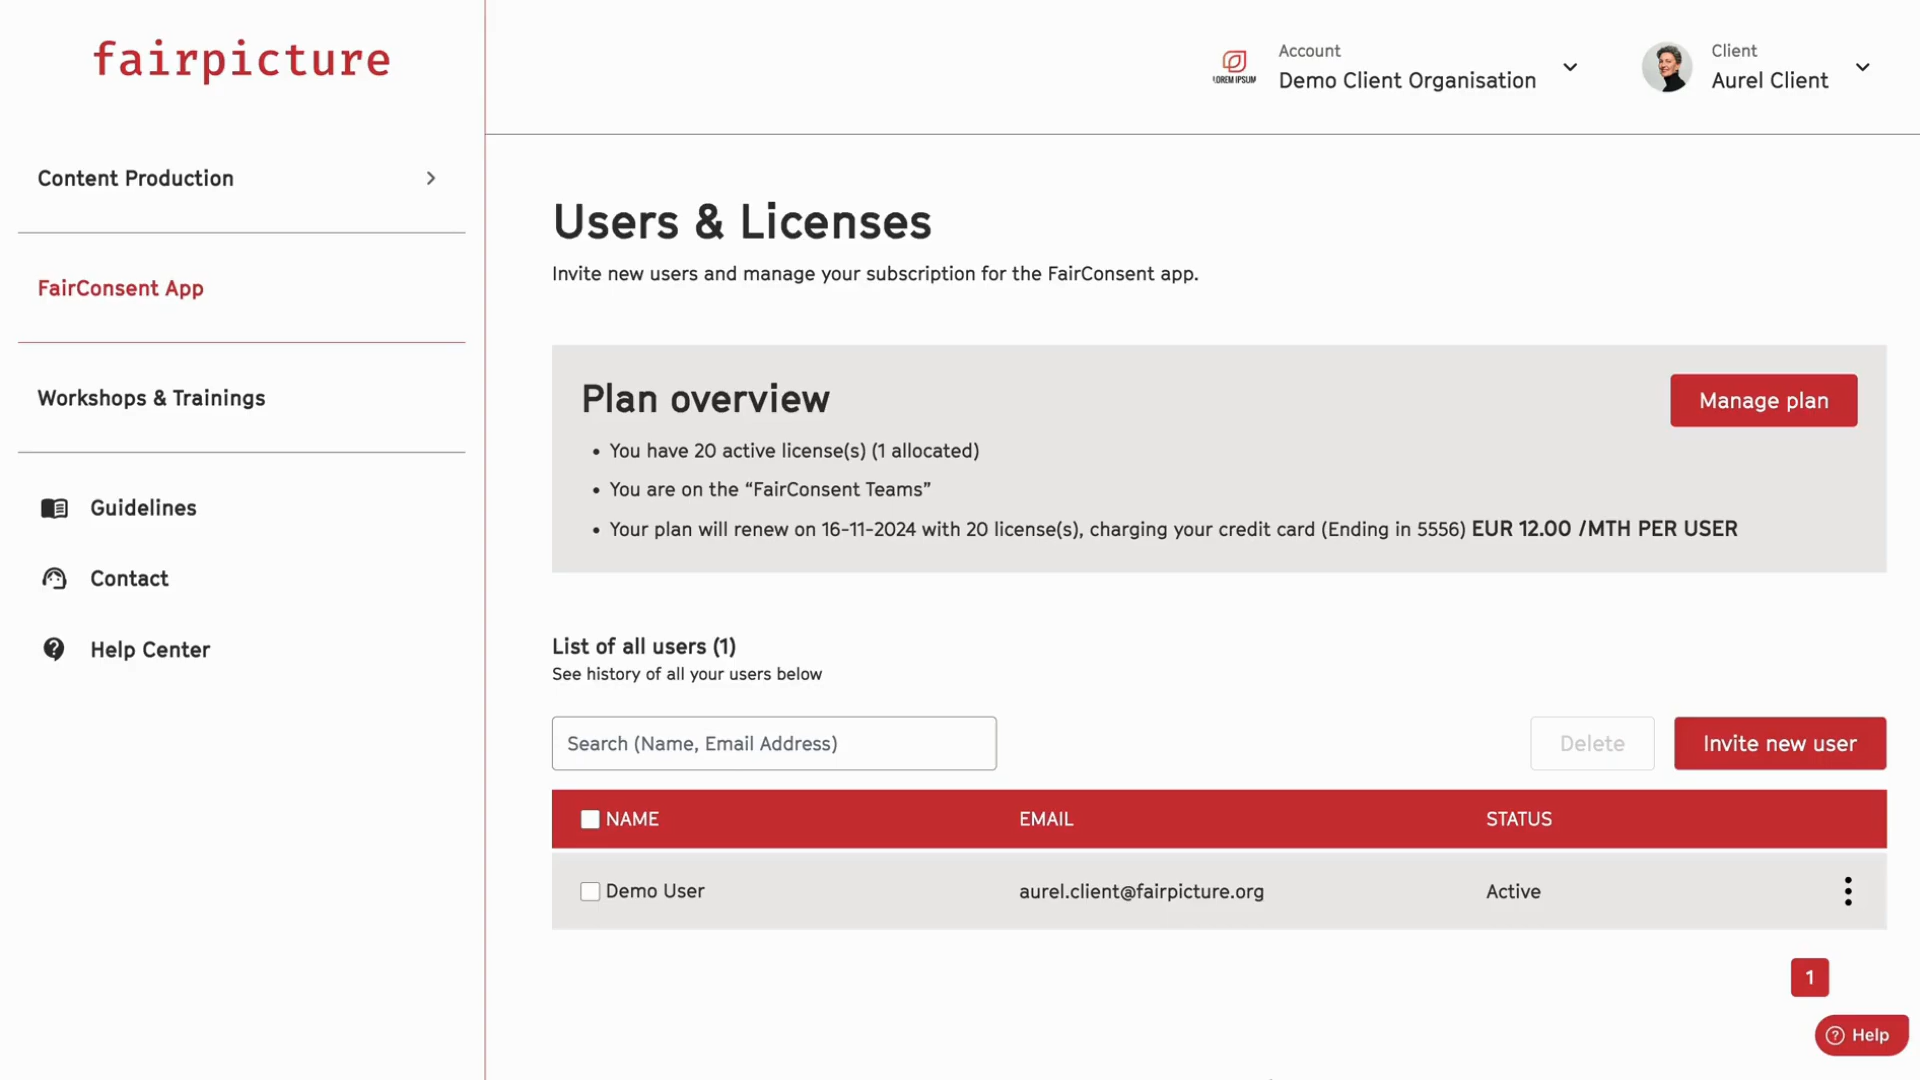 fairpicture
Account
Demo Client Organisation
LOREM IPSUM
Client
Aurel Client
Content Production
FairConsent App
Workshops & Trainings
Guidelines
Contact
Help Center
Users & Licenses
Invite new users and manage your subscription for the FairConsent app.
Plan overview
Manage plan
• You have 20 active license(s) (1 allocated)
• You are on the “FairConsent Teams”
• Your plan will renew on 16-11-2024 with 20 license(s), charging your credit card (Ending in 5556) EUR 12.00 /MTH PER USER
List of all users (1)
See history of all your users below
Search (Name, Email Address)
Delete
Invite new user
NAME EMAIL STATUS
Demo User aurel.client@fairpicture.org Active
1
? Help